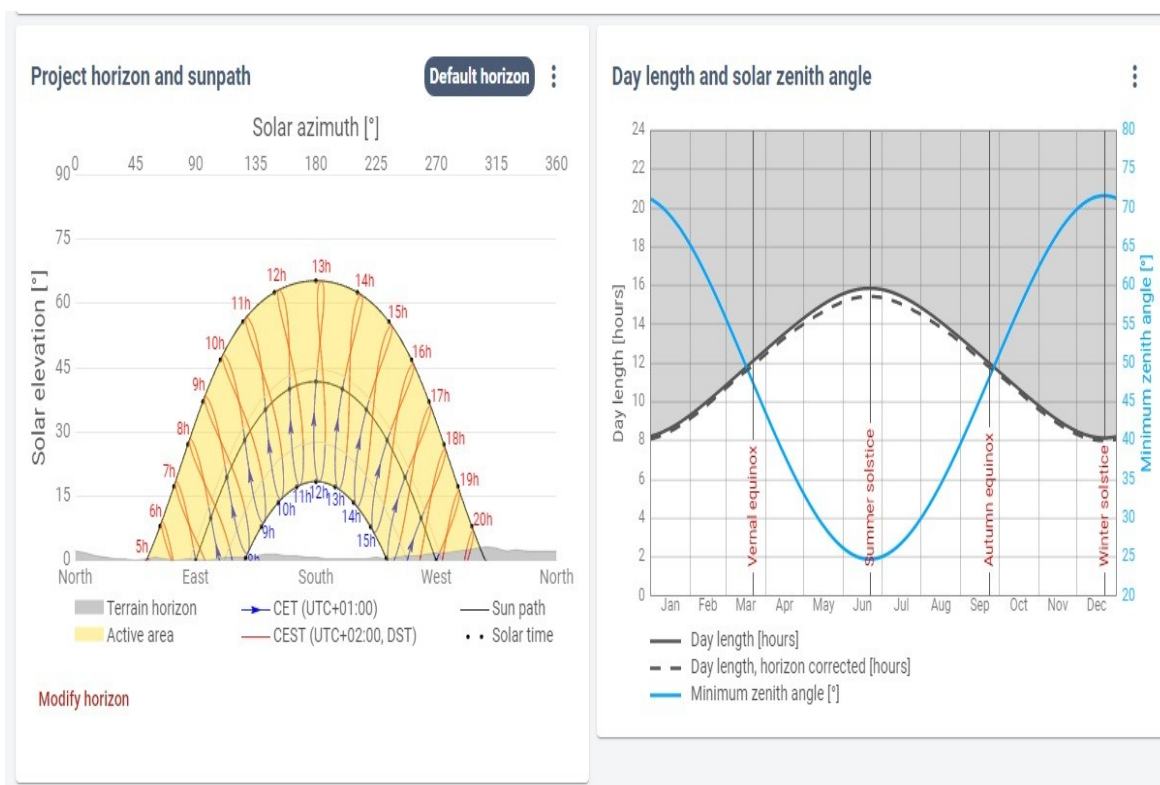 Project horizon and sunpath
Default horizon
Solar azimuth [°]
0 45 90 135 180 225 270 315 360
Solar elevation [°]
90
75
60
45
30
15
0
5h
6h
7h
8h
9h
10h
11h
12h
13h
14h
15h
16h
17h
18h
19h
20h
9h
10h
11h
12h
13h
14h
15h
North East South West North
Terrain horizon
CET (UTC+01:00)
Sun path
Active area
CEST (UTC+02:00, DST)
Solar time
Modify horizon
Day length and solar zenith angle
Day length [hours]
24
22
20
18
16
14
12
10
8
6
4
2
0
Minimum zenith angle [°]
80
75
70
65
60
55
50
45
40
35
30
25
20
Vernal equinox
Summer solstice
Autumn equinox
Winter solstice
Jan Feb Mar Apr May Jun Jul Aug Sep Oct Nov Dec
Day length [hours]
Day length, horizon corrected [hours]
Minimum zenith angle [°]